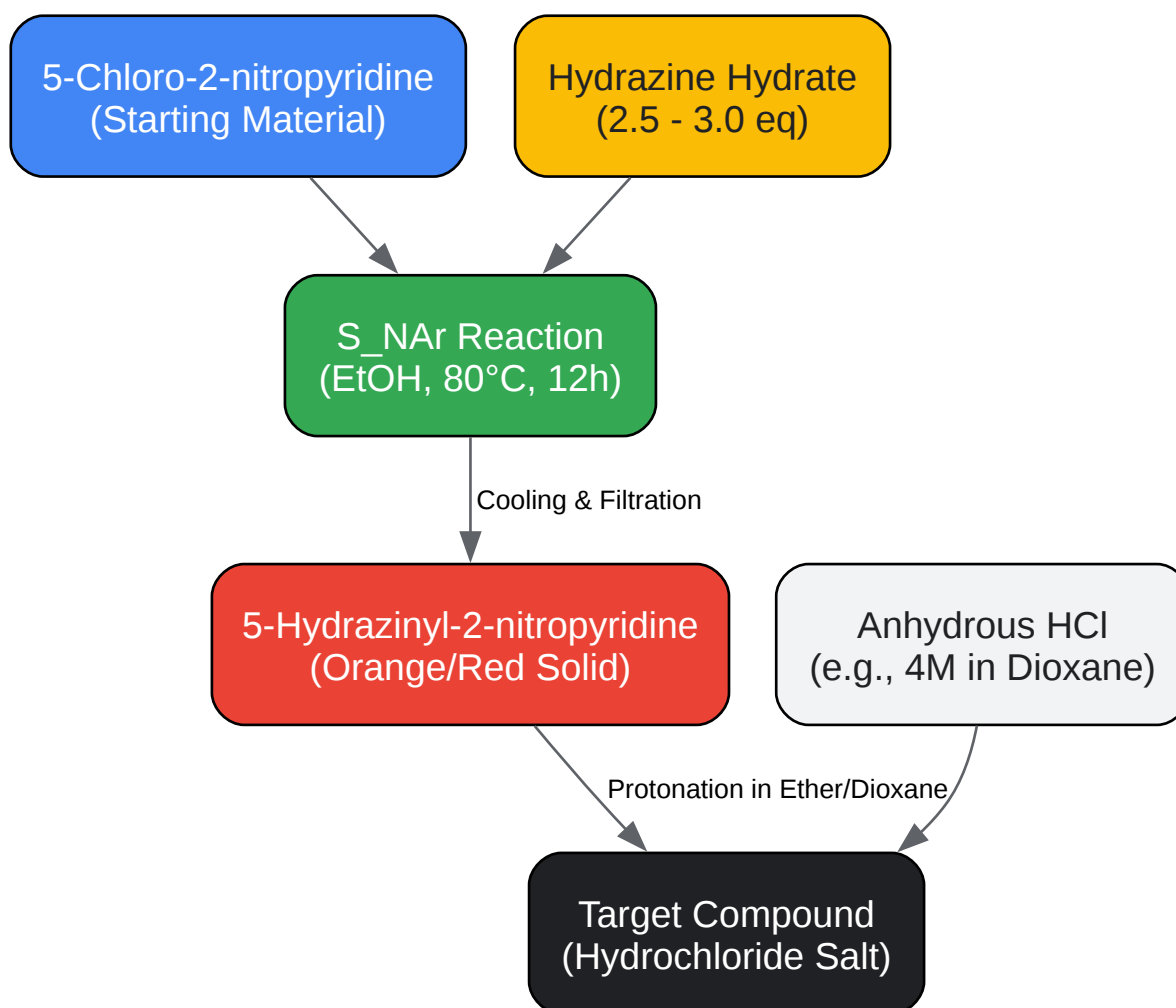 5-Chloro-2-nitropyridine
(Starting Material)
Hydrazine Hydrate
(2.5 - 3.0 eq)
S_NAr Reaction
(EtOH, 80°C, 12h)
Cooling & Filtration
5-Hydrazinyl-2-nitropyridine
(Orange/Red Solid)
Anhydrous HCl
(e.g., 4M in Dioxane)
Protonation in Ether/Dioxane
Target Compound
(Hydrochloride Salt)